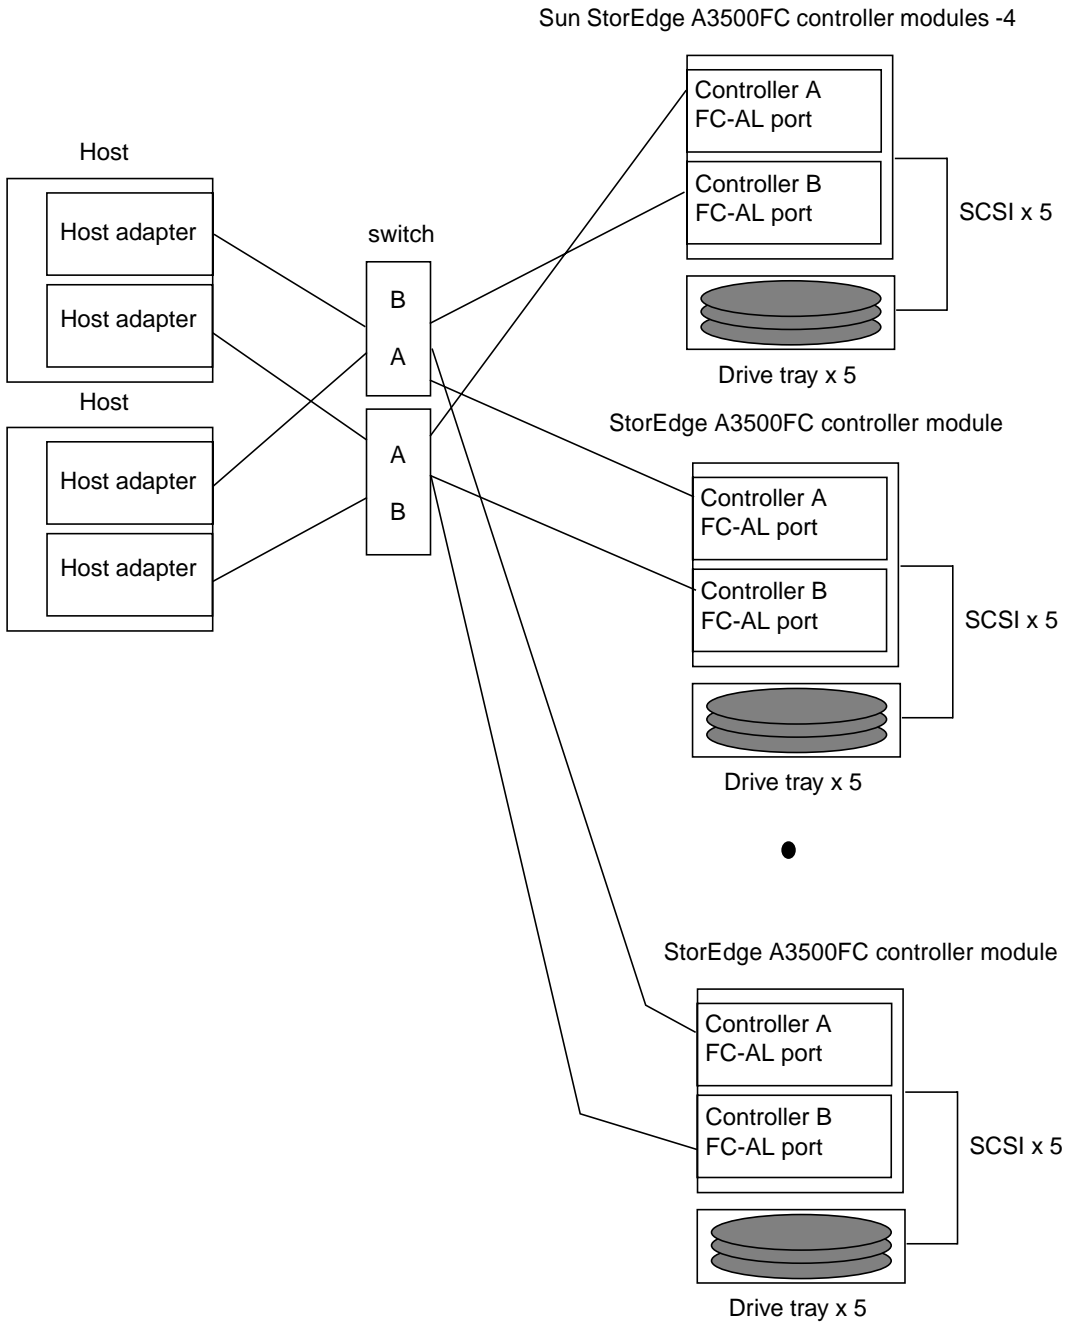 Sun StorEdge A3500FC controller modules -4
Controller A
FC-AL port
Controller B
FC-AL port
SCSI x 5
Drive tray x 5
Host
Host adapter
Host adapter
Host
Host adapter
Host adapter
switch
B
A
A
B
StorEdge A3500FC controller module
Controller A
FC-AL port
Controller B
FC-AL port
SCSI x 5
Drive tray x 5
StorEdge A3500FC controller module
Controller A
FC-AL port
Controller B
FC-AL port
SCSI x 5
Drive tray x 5